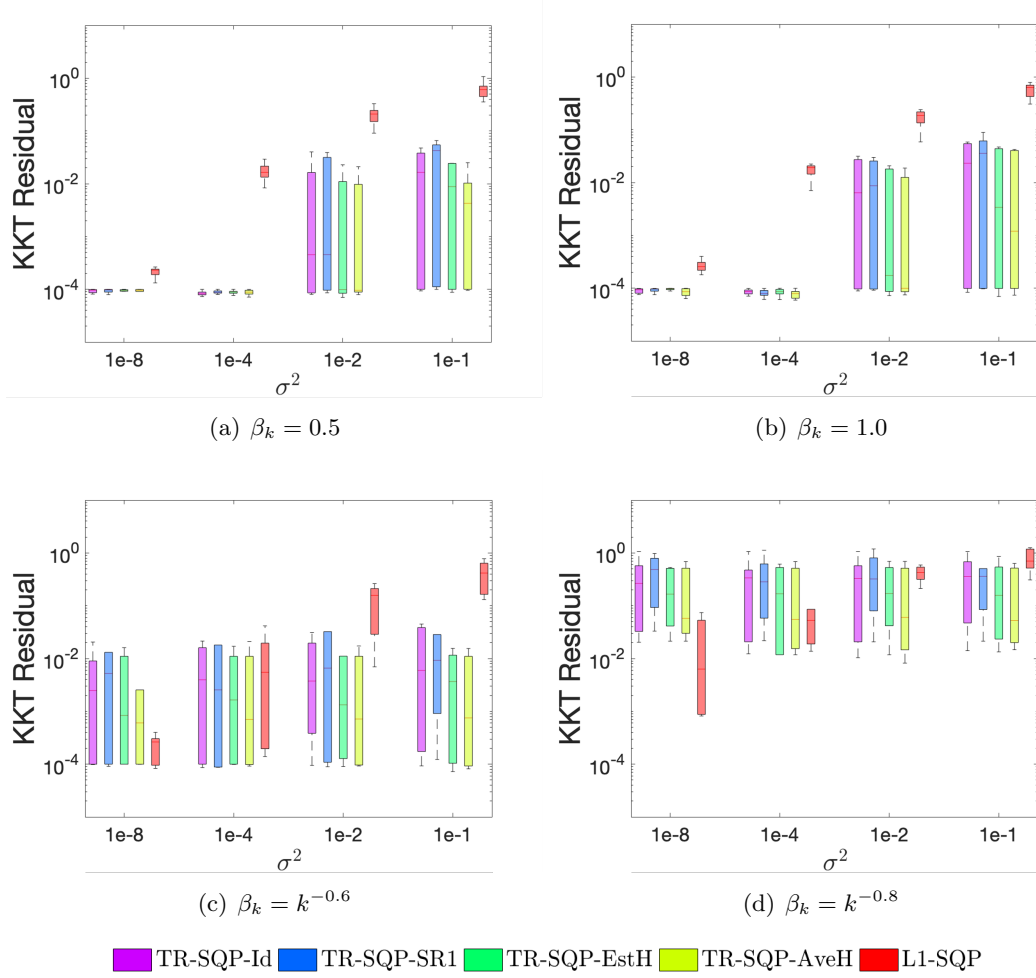 KKT Residual
10^0
10^-2
10^-4
1e-8 1e-4 1e-2 1e-1
σ^2
(a) β_k = 0.5
KKT Residual
10^0
10^-2
10^-4
1e-8 1e-4 1e-2 1e-1
σ^2
(b) β_k = 1.0
KKT Residual
10^0
10^-2
10^-4
1e-8 1e-4 1e-2 1e-1
σ^2
(c) β_k = k^-0.6
KKT Residual
10^0
10^-2
10^-4
1e-8 1e-4 1e-2 1e-1
σ^2
(d) β_k = k^-0.8
TR-SQP-Id TR-SQP-SR1 TR-SQP-EstH TR-SQP-AveH L1-SQP